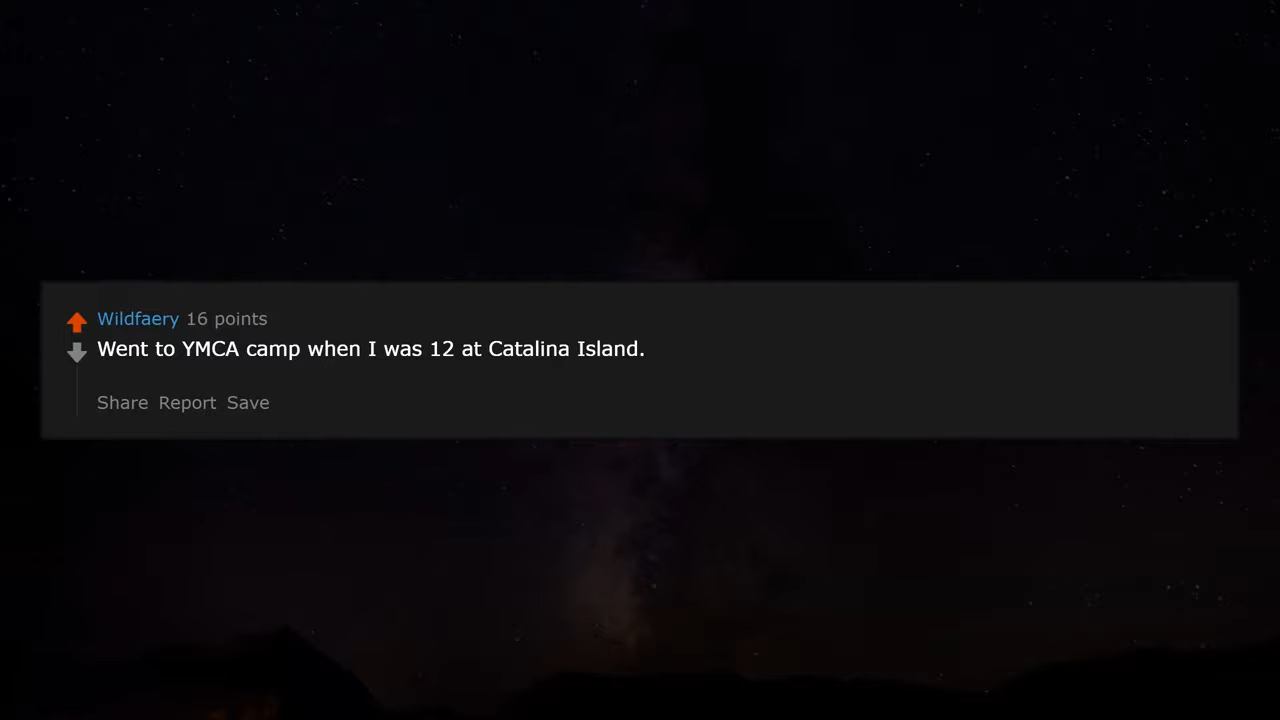 Wildfaery 16 points
Went to YMCA camp when I was 12 at Catalina Island.
Share Report Save